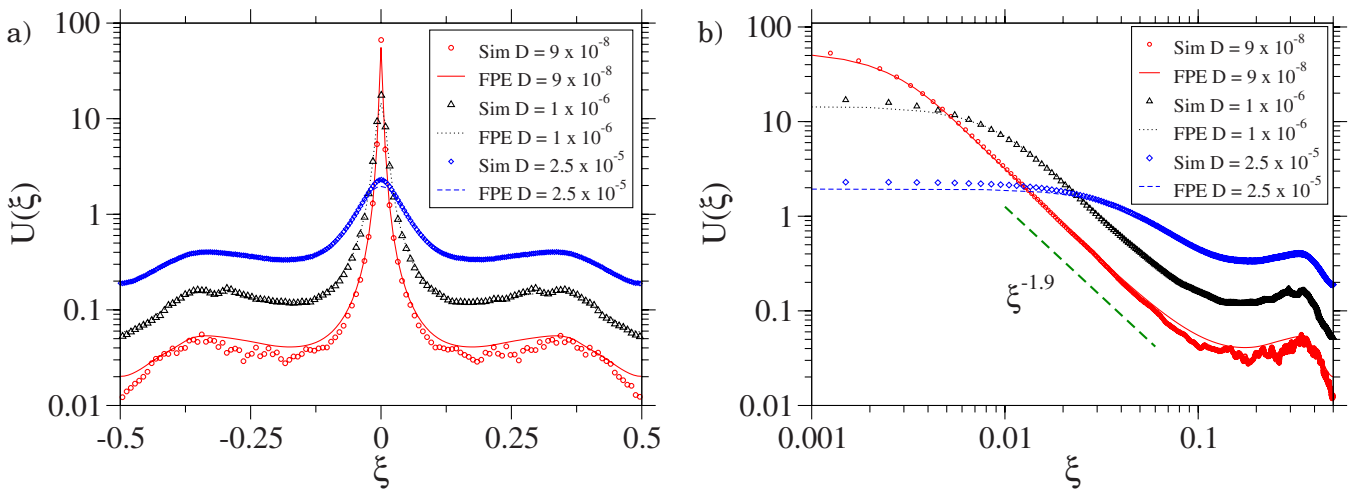 a)
U(ξ)
100
10
1
0.1
0.01
-0.5
-0.25
0
0.25
0.5
ξ
Sim D = 9 x 10⁻⁸
FPE D = 9 x 10⁻⁸
Sim D = 1 x 10⁻⁶
FPE D = 1 x 10⁻⁶
Sim D = 2.5 x 10⁻⁵
FPE D = 2.5 x 10⁻⁵
b)
U(ξ)
100
10
1
0.1
0.01
0.001
0.01
0.1
ξ
Sim D = 9 x 10⁻⁸
FPE D = 9 x 10⁻⁸
Sim D = 1 x 10⁻⁶
FPE D = 1 x 10⁻⁶
Sim D = 2.5 x 10⁻⁵
FPE D = 2.5 x 10⁻⁵
ξ⁻¹·⁹